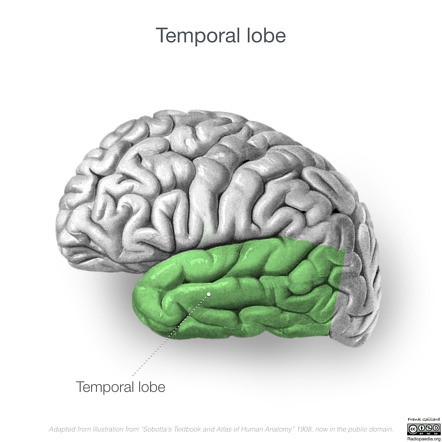 Temporal lobe
Temporal lobe
Adapted from illustration from "Sobotta's Textbook and Atlas of Human Anatomy" 1908, now in the public domain.
Frank Gaillard
Radiopaedia.org